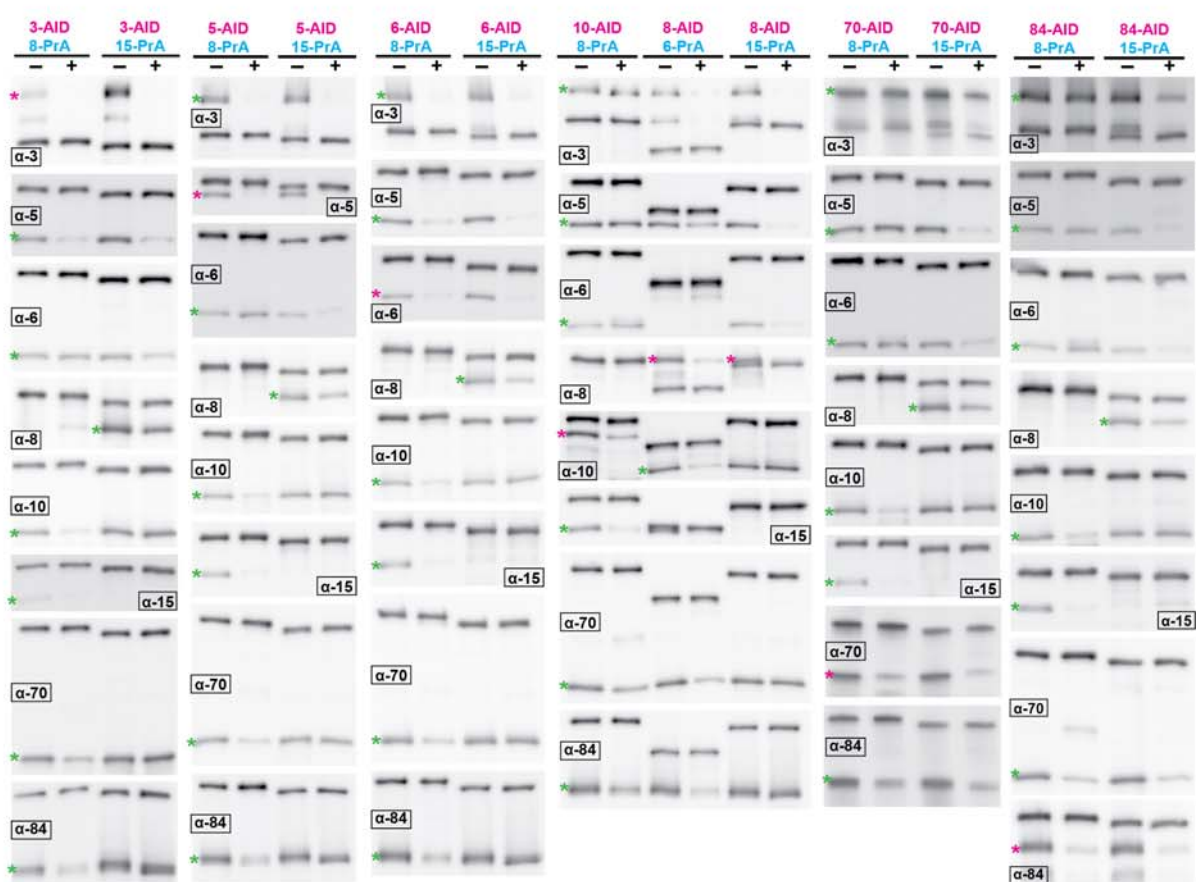 3-AID 3-AID 5-AID 5-AID 6-AID 6-AID 10-AID 8-AID 8-AID 70-AID 70-AID 84-AID 84-AID
8-PrA 15-PrA 8-PrA 15-PrA 8-PrA 15-PrA 8-PrA 6-PrA 15-PrA 8-PrA 15-PrA 8-PrA 15-PrA
– + – + – + – + – + – + – + – + – + – + – + – + – +
*
α-3
α-5
*
α-6
*
α-8
*
α-10
*
α-15
*
α-70
*
α-84
*
*
α-3
*
α-5
α-6
*
α-8
*
α-10
*
α-15
*
α-70
*
α-84
*
*
α-3
α-5
*
*
α-6
α-8
*
α-10
*
α-15
*
α-70
*
α-84
*
*
α-3
α-5
*
α-6
*
* *
α-8
*
α-10
*
α-15
*
α-70
*
α-84
*
*
α-3
α-5
*
α-6
*
α-8
*
α-10
*
α-15
*
α-70
*
α-84
*
*
α-3
α-5
*
α-6
*
α-8
*
α-10
*
α-15
*
α-70
*
*
α-84